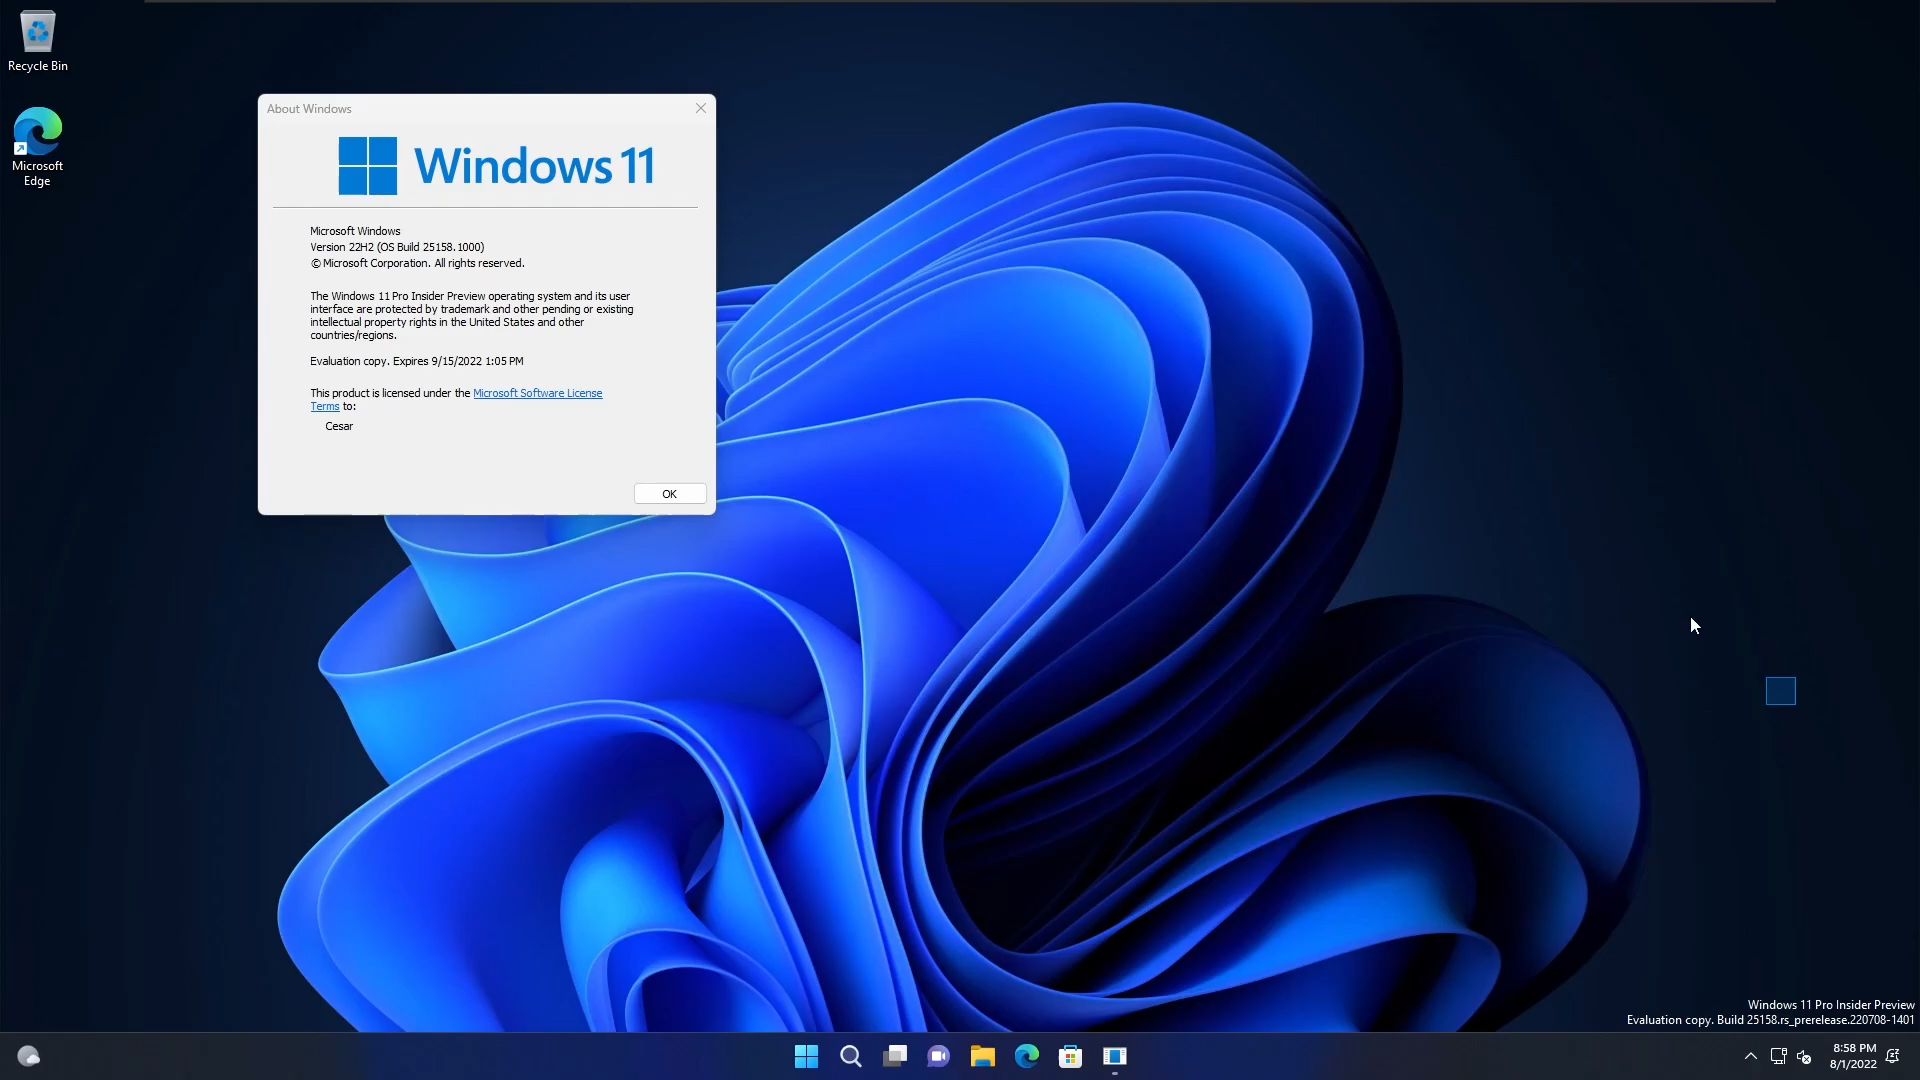 Recycle Bin
Microsoft
Edge
About Windows
Windows 11
Microsoft Windows
Version 22H2 (OS Build 25158.1000)
© Microsoft Corporation. All rights reserved.
The Windows 11 Pro Insider Preview operating system and its user
interface are protected by trademark and other pending or existing
intellectual property rights in the United States and other
countries/regions.
Evaluation copy. Expires 9/15/2022 1:05 PM
This product is licensed under the Microsoft Software License
Terms to:
Cesar
OK
Windows 11 Pro Insider Preview
Evaluation copy. Build 25158.rs_prerelease.220708-1401
8:58 PM
8/1/2022